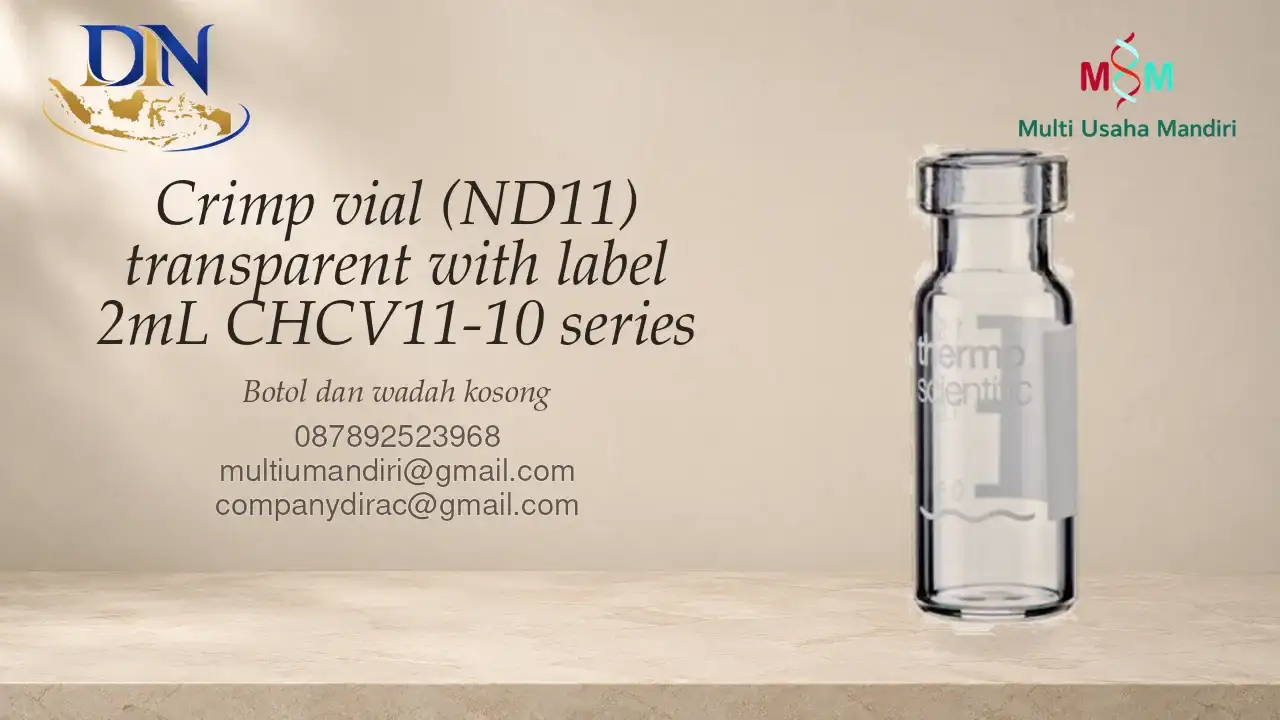 DN
MSM
Multi Usaha Mandiri
Crimp vial (ND11)
transparent with label
2mL CHCV11-10 series
Botol dan wadah kosong
087892523968
multiumandiri@gmail.com
companydirac@gmail.com
thermo
scientific